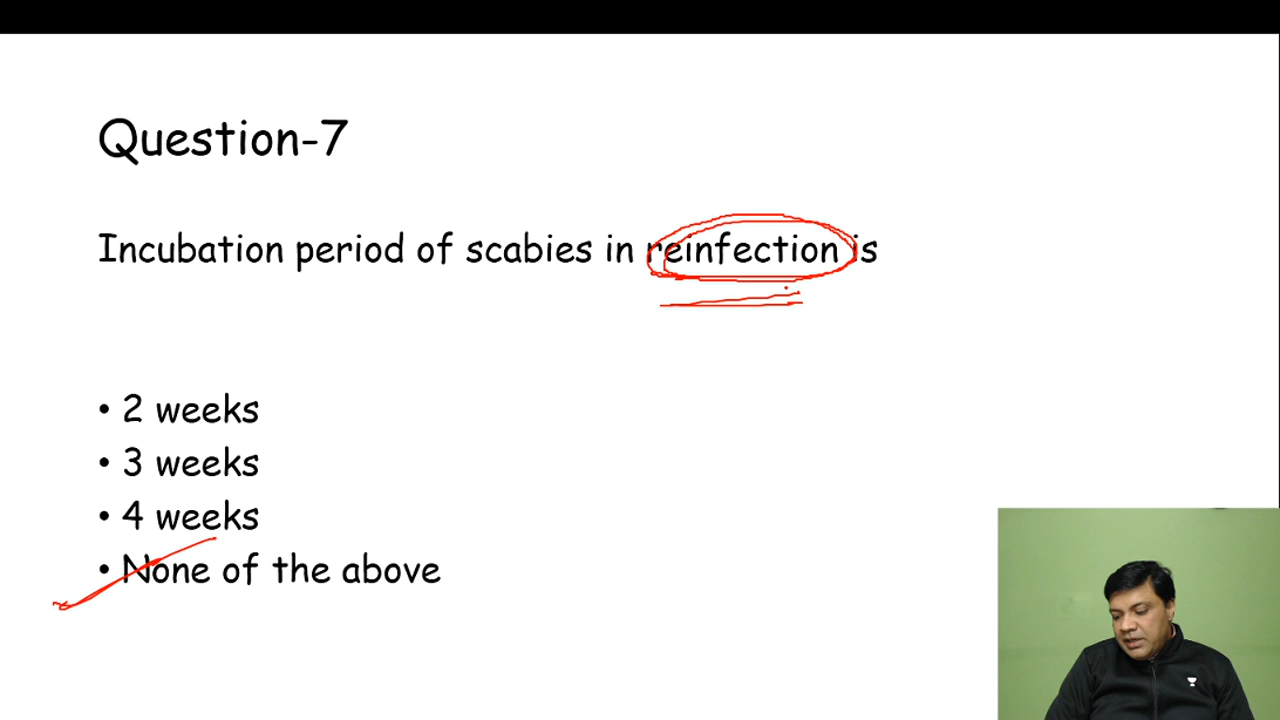 Question-7
Incubation period of scabies in reinfection is
• 2 weeks
• 3 weeks
• 4 weeks
• None of the above